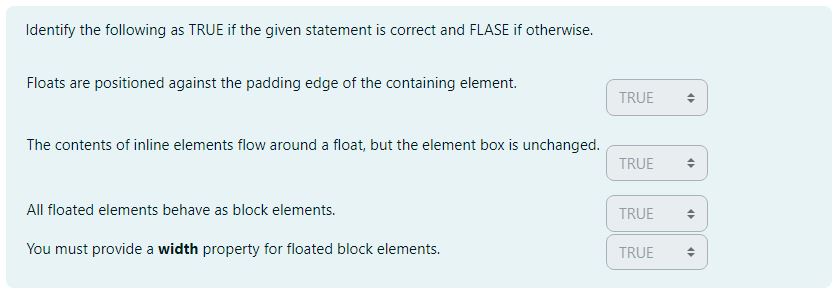 Identify the following as TRUE if the given statement is correct and FLASE if otherwise.
Floats are positioned against the padding edge of the containing element.
TRUE
The contents of inline elements flow around a float, but the element box is unchanged.
TRUE
All floated elements behave as block elements.
TRUE
You must provide a width property for floated block elements.
TRUE